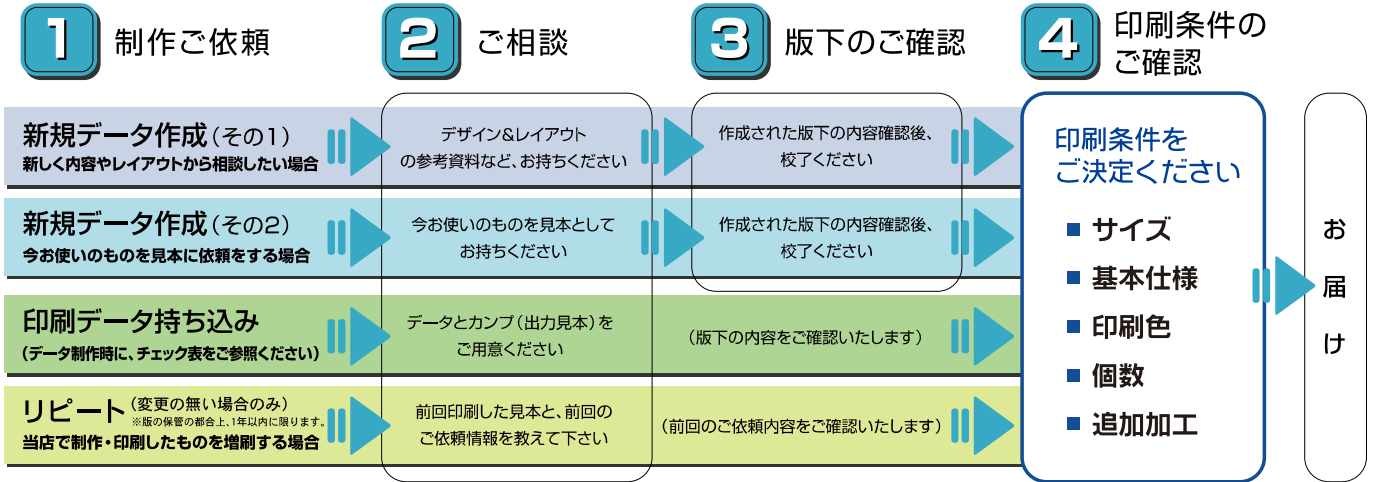 1 制作ご依頼
2 ご相談
3 版下のご確認
4 印刷条件の
ご確認
新規データ作成(その1)
新しく内容やレイアウトから相談したい場合
デザイン&レイアウト
の参考資料など、お持ちください
作成された版下の内容確認後、
校了ください
新規データ作成(その2)
今お使いのものを見本に依頼をする場合
今お使いのものを見本として
お持ちください
作成された版下の内容確認後、
校了ください
印刷データ持ち込み
(データ制作時に、チェック表をご参照ください)
データとカンプ(出力見本)を
ご用意ください
(版下の内容をご確認いたします)
リピート(変更の無い場合のみ)
※版の保管の都合上、1年以内に限ります。
当店で制作・印刷したものを増刷する場合
前回印刷した見本と、前回の
ご依頼情報を教えて下さい
(前回のご依頼内容をご確認いたします)
印刷条件を
ご決定ください
■ サイズ
■ 基本仕様
■ 印刷色
■ 個数
■ 追加加工
お届け